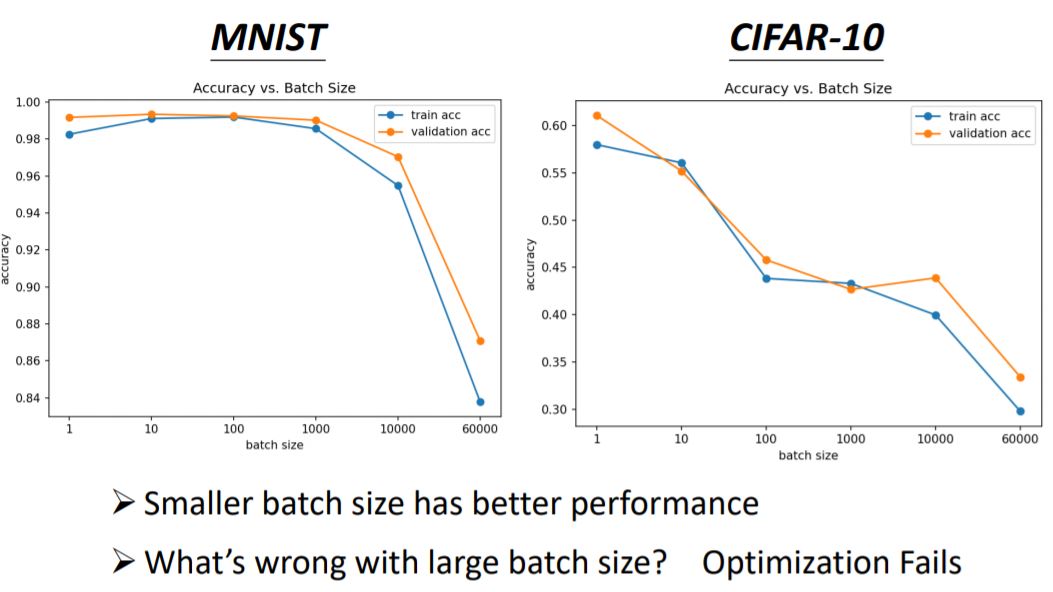 MNIST
CIFAR-10
Accuracy vs. Batch Size
train acc
validation acc
1.00
0.98
0.96
0.94
0.92
0.90
0.88
0.86
0.84
accuracy
1 10 100 1000 10000 60000
batch size
Accuracy vs. Batch Size
train acc
validation acc
0.60
0.55
0.50
0.45
0.40
0.35
0.30
accuracy
1 10 100 1000 10000 60000
batch size
➢ Smaller batch size has better performance
➢ What’s wrong with large batch size? Optimization Fails